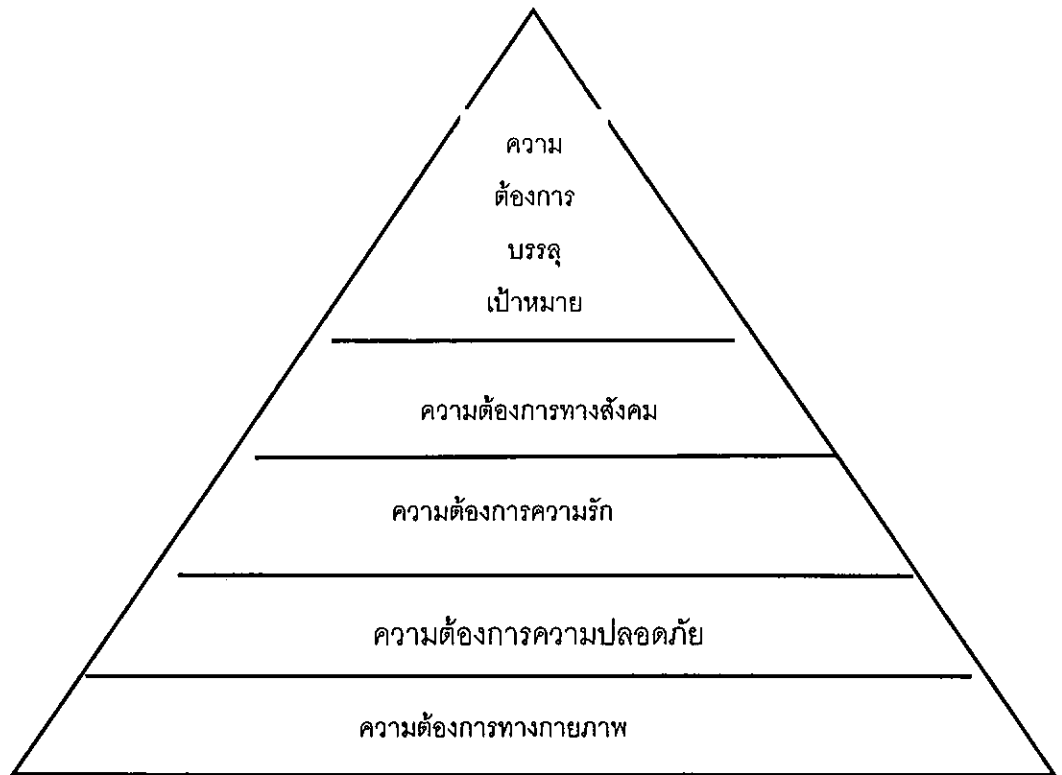 ความ
ต้องการ
บรรลุ
เป้าหมาย
ความต้องการทางสังคม
ความต้องการความรัก
ความต้องการความปลอดภัย
ความต้องการทางกายภาพ